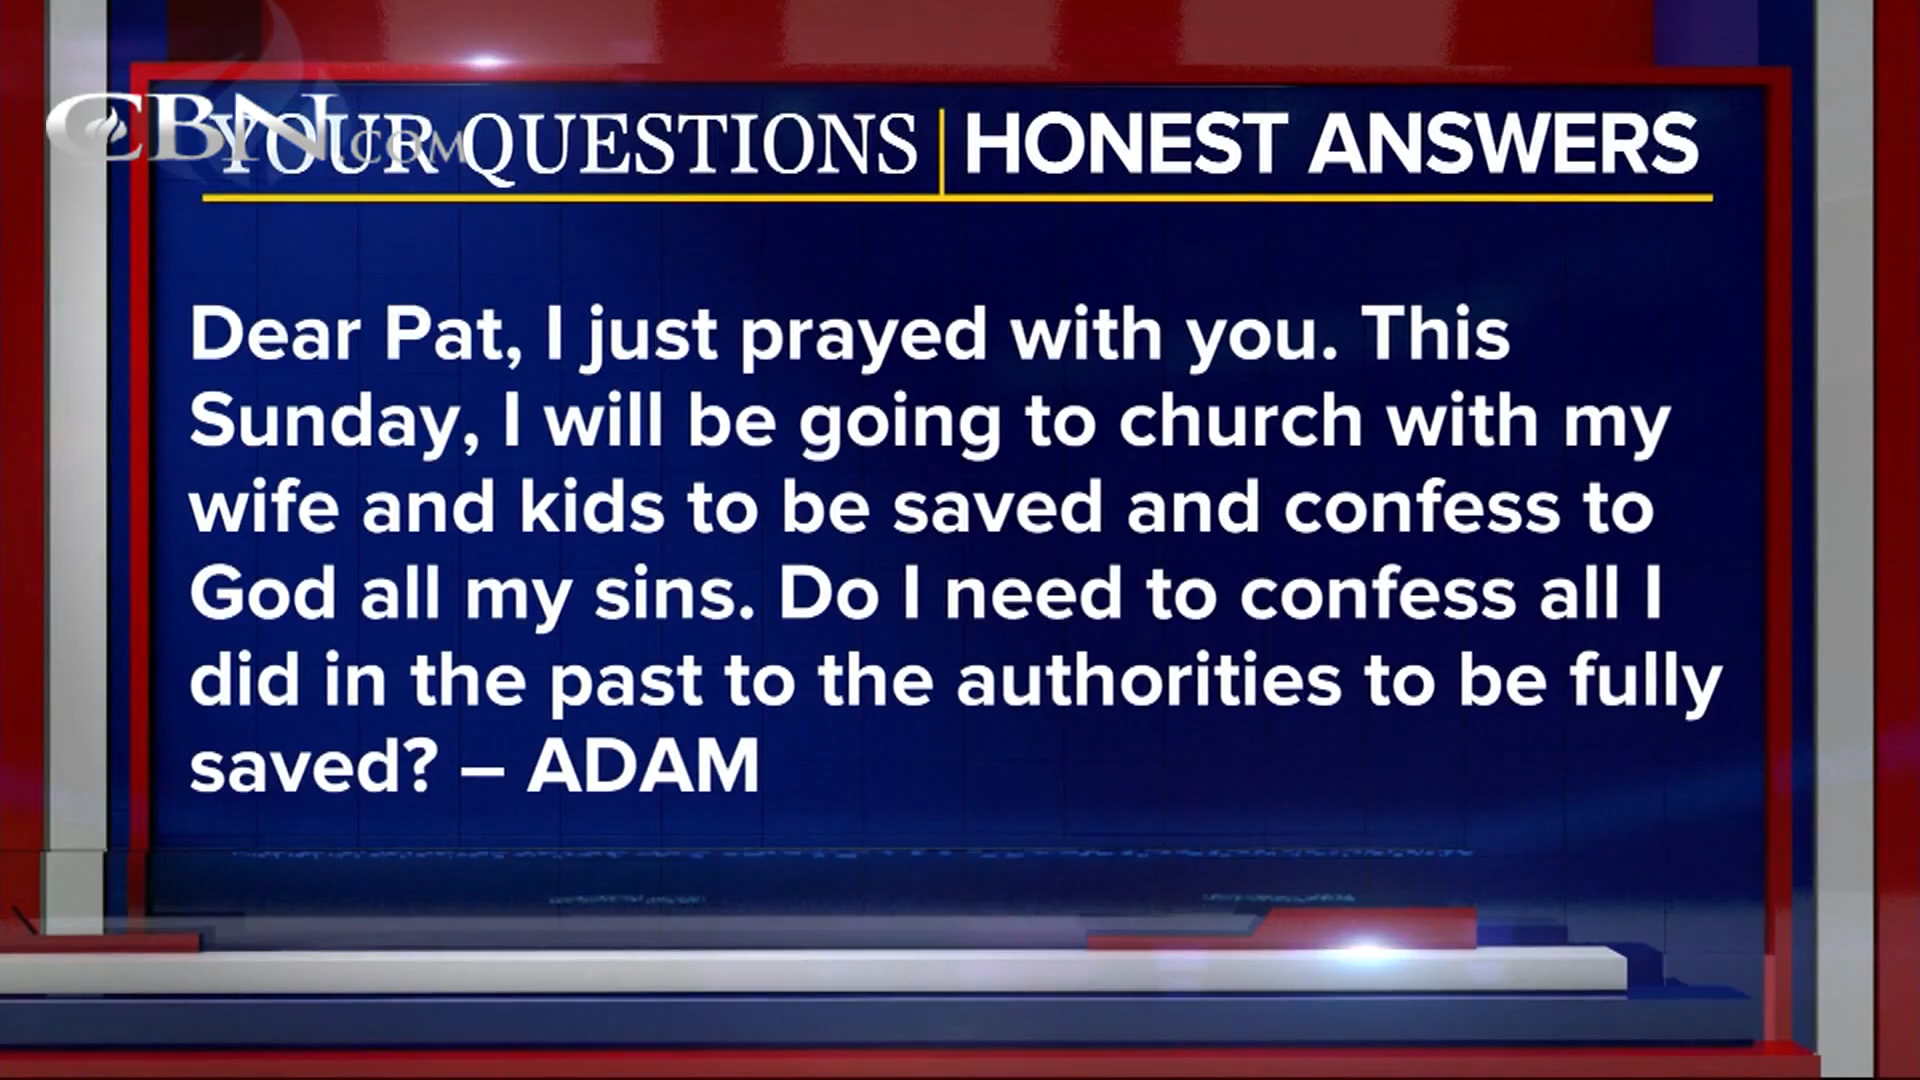 CBN.COM
YOUR QUESTIONS | HONEST ANSWERS
Dear Pat, I just prayed with you. This
Sunday, I will be going to church with my
wife and kids to be saved and confess to
God all my sins. Do I need to confess all I
did in the past to the authorities to be fully
saved? – ADAM